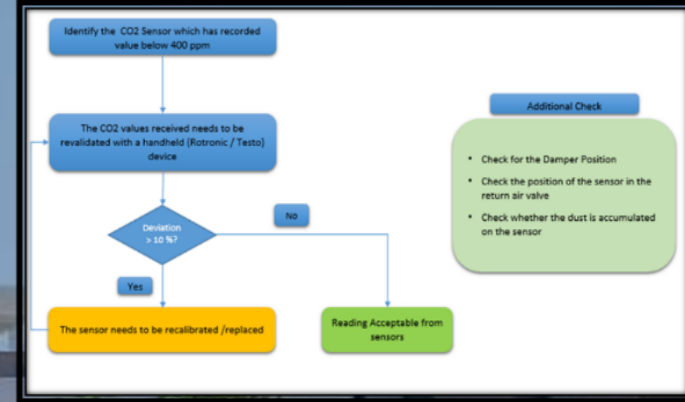 Identify the CO2 Sensor which has recorded
value below 400 ppm
The CO2 values received needs to be
revalidated with a handheld (Rotronic / Testo)
device
Deviation
> 10 %?
No
Yes
The sensor needs to be recalibrated /replaced
Reading Acceptable from
sensors
Additional Check
• Check for the Damper Position
• Check the position of the sensor in the
return air valve
• Check whether the dust is accumulated
on the sensor